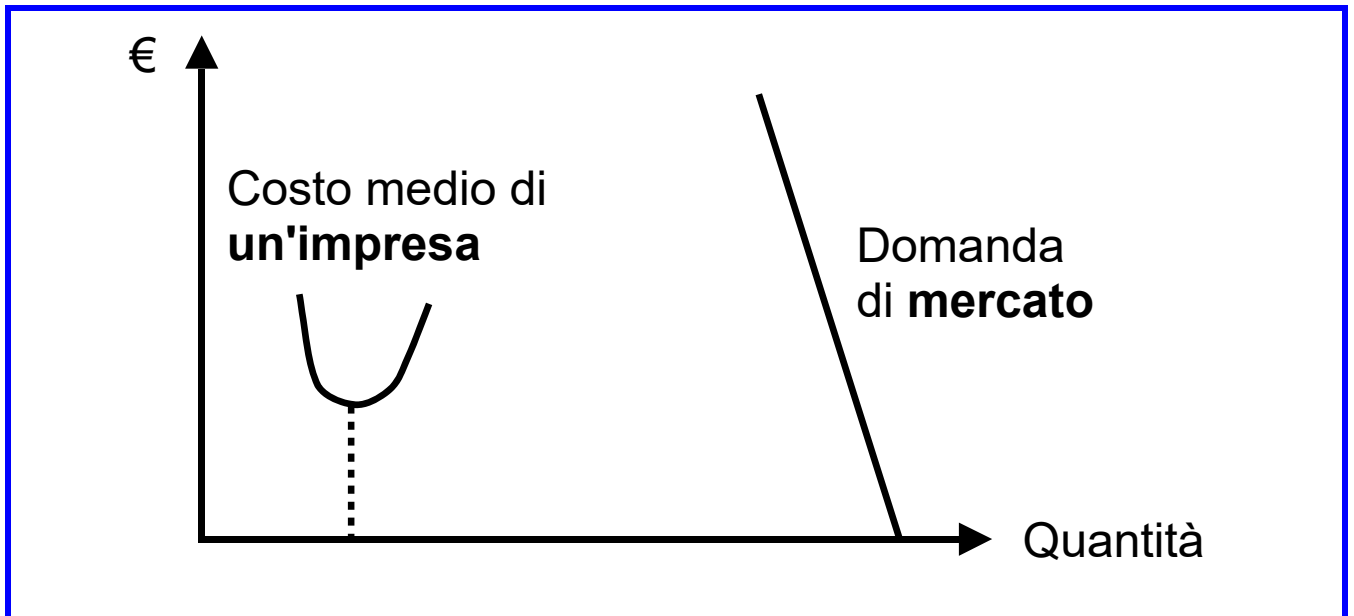 €
Costo medio di
un'impresa
Domanda
di mercato
Quantità